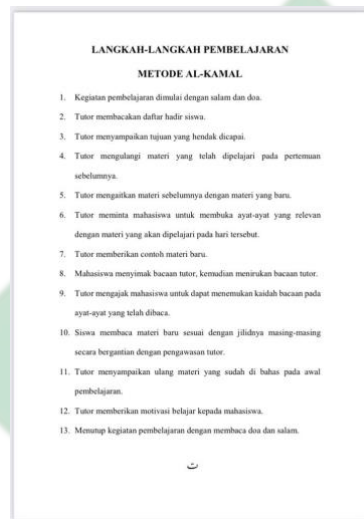 LANGKAH-LANGKAH PEMBELAJARAN
METODE AL-KAMAL
1. Kegiatan pembelajaran dimulai dengan salam dan doa.
2. Tutor membacakan daftar hadir siswa.
3. Tutor menyampaikan tujuan yang hendak dicapai.
4. Tutor mengulangi materi yang telah dipelajari pada pertemuan
sebelumnya.
5. Tutor mengaitkan materi sebelumnya dengan materi yang baru.
6. Tutor meminta mahasiswa untuk membuka ayat-ayat yang relevan
dengan materi yang akan dipelajari pada hari tersebut.
7. Tutor memberikan contoh materi baru.
8. Mahasiswa menyimak bacaan tutor, kemudian menirukan bacaan tutor.
9. Tutor mengajak mahasiswa untuk dapat menemukan kaidah bacaan pada
ayat-ayat yang telah dibaca.
10. Siswa membaca materi baru sesuai dengan jilidnya masing-masing
secara bergantian dengan pengawasan tutor.
11. Tutor menyampaikan ulang materi yang sudah di bahas pada awal
pembelajaran.
12. Tutor memberikan motivasi belajar kepada mahasiswa.
13. Menutup kegiatan pembelajaran dengan membaca doa dan salam.
ث